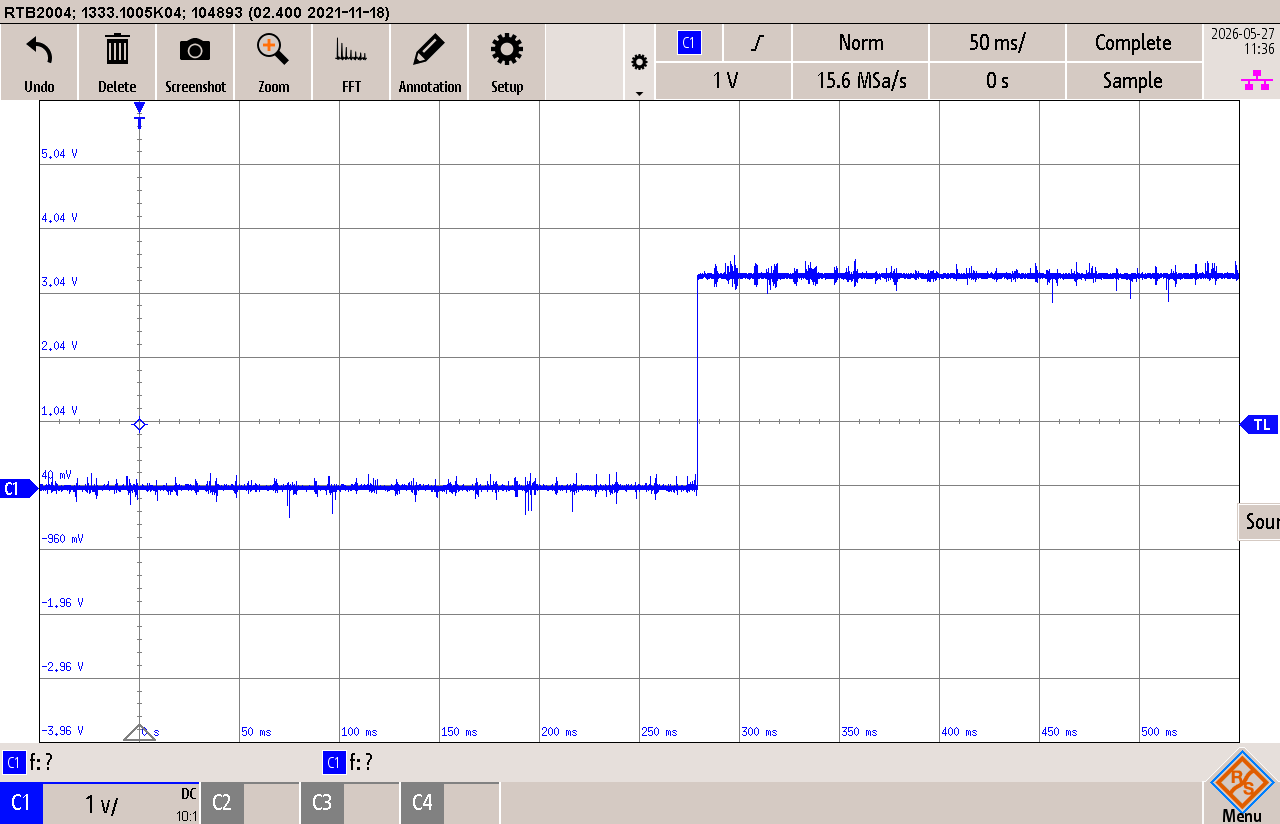 RTB2004; 1333.1005K04; 104893 (02.400 2021-11-18)
Undo
Delete
Screenshot
Zoom
FFT
Annotation
Setup
C1
Norm
50 ms/
Complete
2026-05-27
11:36
1 V
15.6 MSa/s
0 s
Sample
T
5.04 V
4.04 V
3.04 V
2.04 V
1.04 V
TL
40 mV
C1
Sour
-960 mV
-1.96 V
-2.96 V
-3.96 V
0 s
50 ms
100 ms
150 ms
200 ms
250 ms
300 ms
350 ms
400 ms
450 ms
500 ms
C1 f: ?
C1 f: ?
C1
1 V/
DC
10:1
C2
C3
C4
R S
Menu